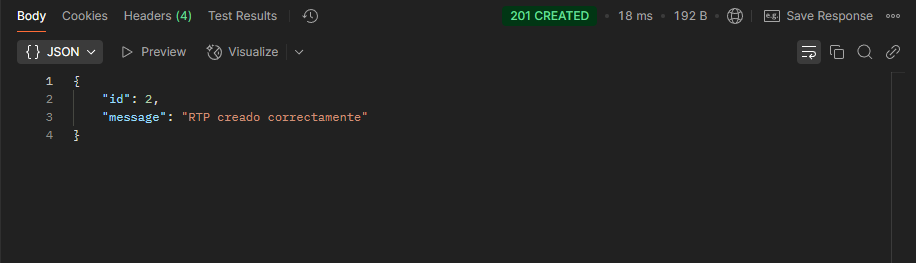 Body Cookies Headers (4) Test Results 201 CREATED • 18 ms • 192 B • e.g. Save Response
{} JSON Preview Visualize
1 {
2 "id": 2,
3 "message": "RTP creado correctamente"
4 }